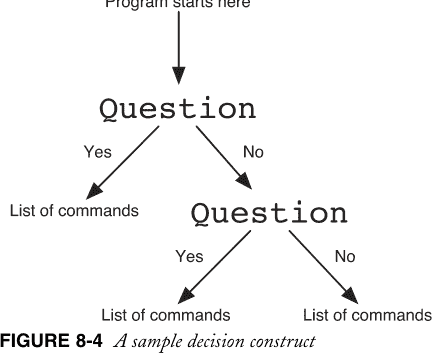 Program starts here
Question
Yes
No
List of commands
Question
Yes
No
List of commands
List of commands
FIGURE 8-4 A sample decision construct